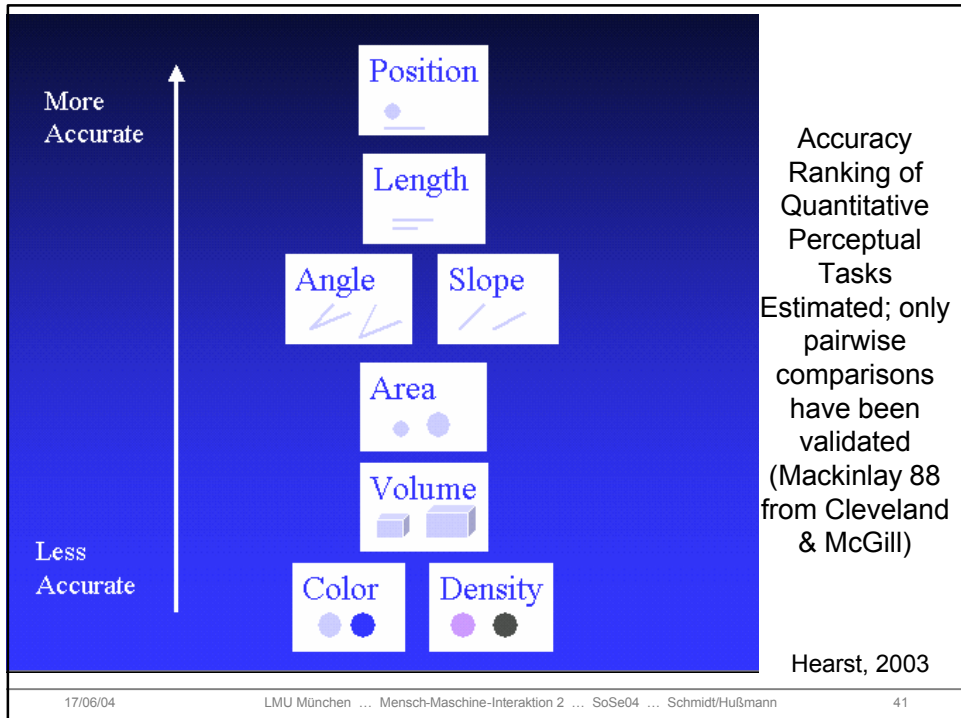 More
Accurate
Position
Length
Angle Slope
Area
Volume
Less
Accurate
Color Density
Accuracy
Ranking of
Quantitative
Perceptual
Tasks
Estimated; only
pairwise
comparisons
have been
validated
(Mackinlay 88
from Cleveland
& McGill)
Hearst, 2003
17/06/04 LMU München … Mensch-Maschine-Interaktion 2 … SoSe04 … Schmidt/Hußmann 41